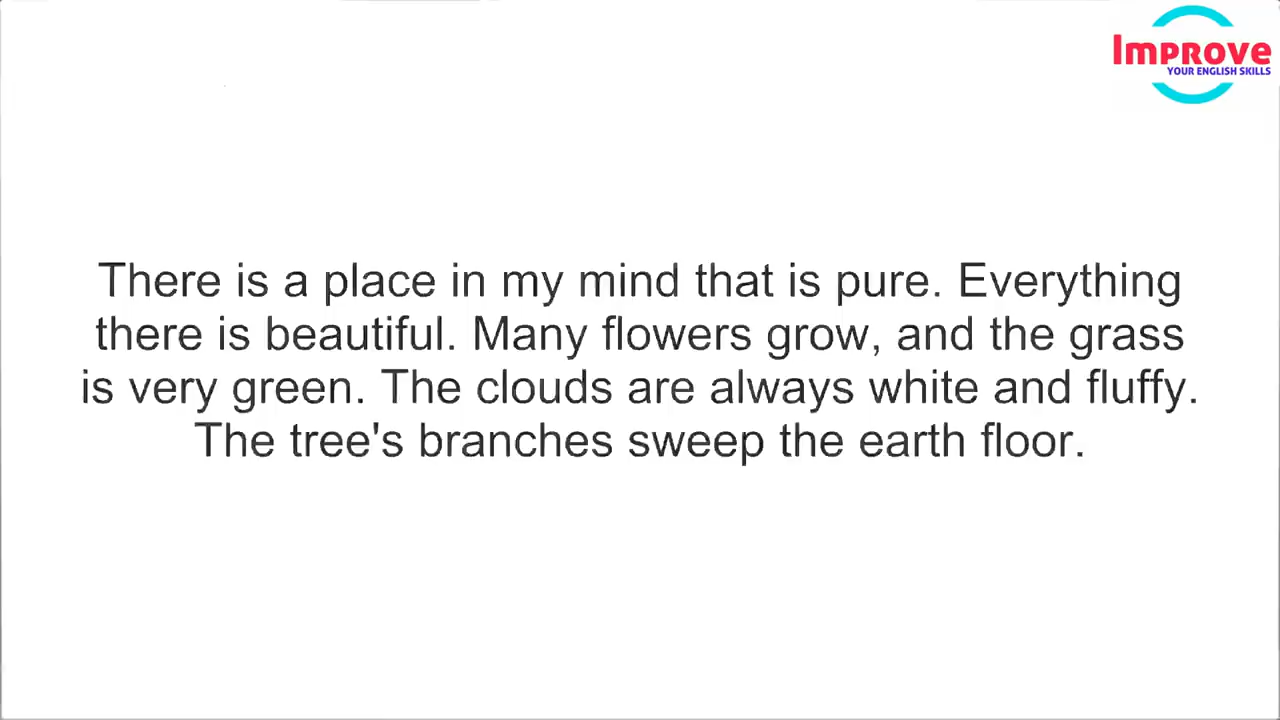 Improve
YOUR ENGLISH SKILLS
There is a place in my mind that is pure. Everything
there is beautiful. Many flowers grow, and the grass
is very green. The clouds are always white and fluffy.
The tree's branches sweep the earth floor.